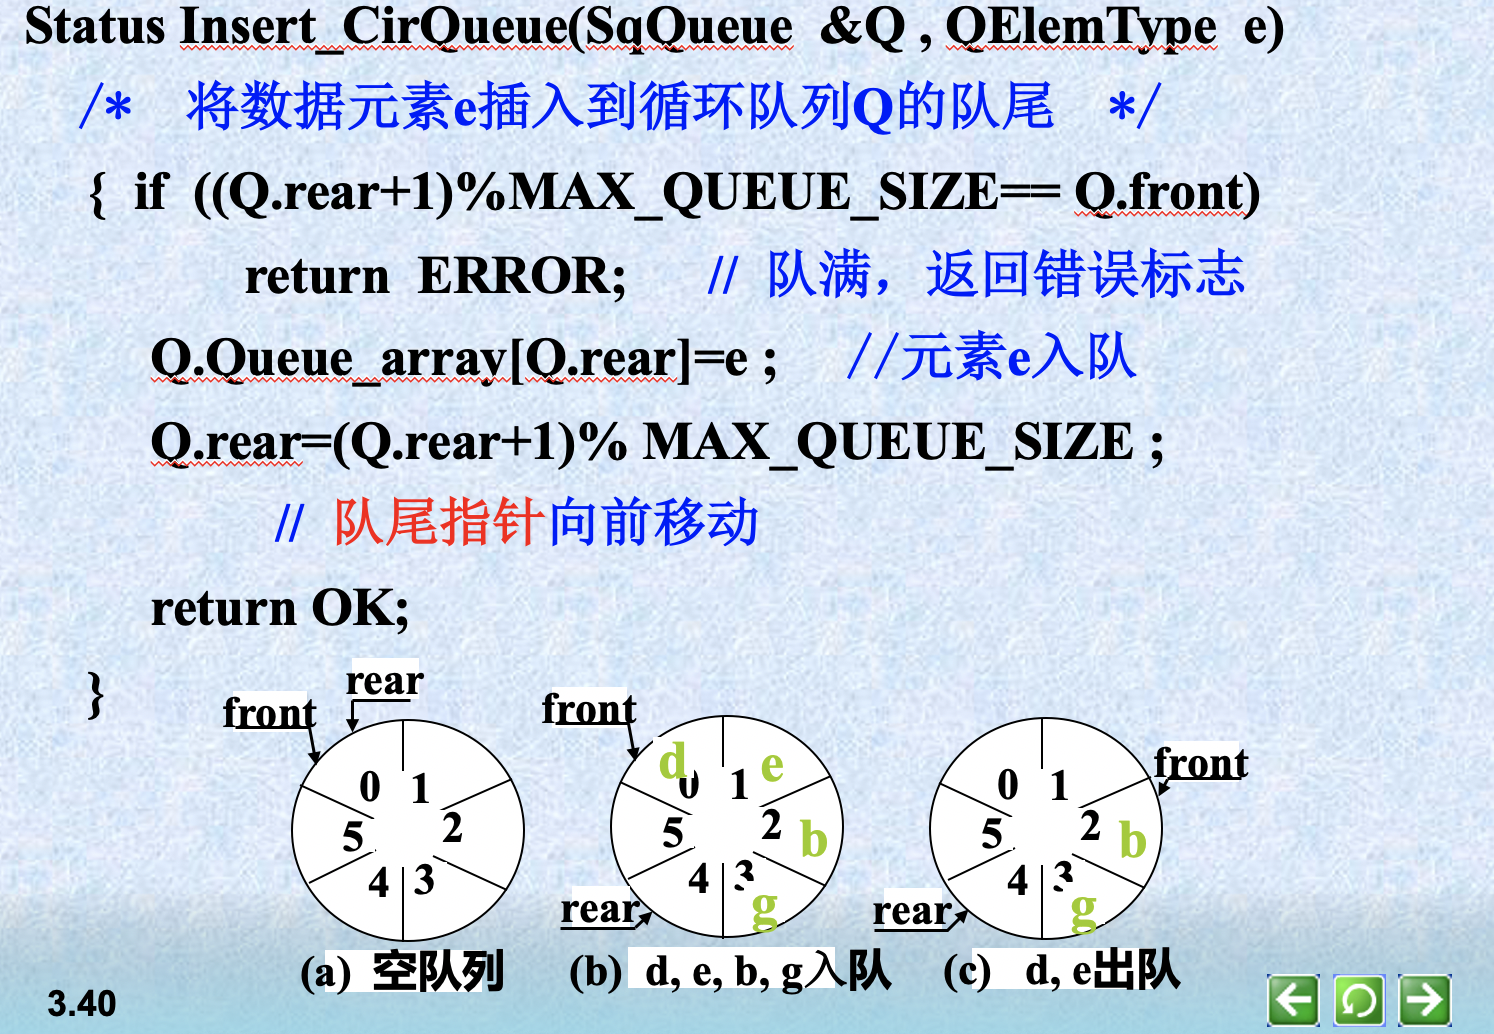 Status Insert_CirQueue(SqQueue &Q , QElemType e)
/* 将数据元素e插入到循环队列Q的队尾 */
{ if ((Q.rear+1)%MAX_QUEUE_SIZE== Q.front)
return ERROR; // 队满，返回错误标志
Q.Queue_array[Q.rear]=e ; //元素e入队
Q.rear=(Q.rear+1)% MAX_QUEUE_SIZE ;
// 队尾指针向前移动
return OK;
}
front rear
0 1
5 2
4 3
(a) 空队列
front
d e
0 1
5 2 b
4 3
rear g
(b) d, e, b, g入队
front
0 1
5 2 b
4 3
rear g
(c) d, e出队
3.40